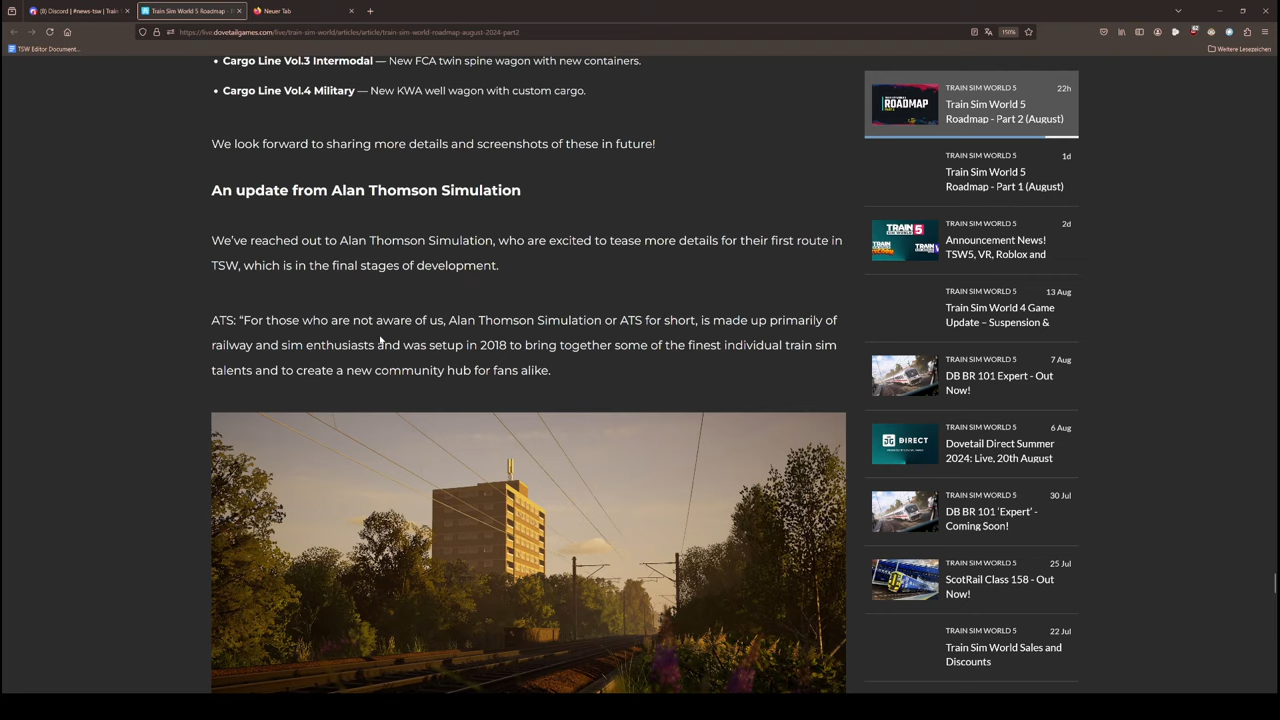 (8) Discord | #news-tsw | Train
Train Sim World 5 Roadmap - P
Neuer Tab
https://live.dovetailgames.com/live/train-sim-world/articles/article/train-sim-world-roadmap-august-2024-part2
150%
TSW Editor Document...
Weitere Lesezeichen
• Cargo Line Vol.3 Intermodal — New FCA twin spine wagon with new containers.
• Cargo Line Vol.4 Military — New KWA well wagon with custom cargo.
We look forward to sharing more details and screenshots of these in future!
An update from Alan Thomson Simulation
We've reached out to Alan Thomson Simulation, who are excited to tease more details for their first route in
TSW, which is in the final stages of development.
ATS: “For those who are not aware of us, Alan Thomson Simulation or ATS for short, is made up primarily of
railway and sim enthusiasts and was setup in 2018 to bring together some of the finest individual train sim
talents and to create a new community hub for fans alike.
ROADMAP
TRAIN SIM WORLD 5
22h
Train Sim World 5
Roadmap - Part 2 (August)
TRAIN SIM WORLD 5
1d
Train Sim World 5
Roadmap - Part 1 (August)
TRAIN SIM WORLD 5
2d
Announcement News!
TSW5, VR, Roblox and
TRAIN SIM WORLD 5
13 Aug
Train Sim World 4 Game
Update – Suspension &
TRAIN SIM WORLD 5
7 Aug
DB BR 101 Expert - Out
Now!
DIRECT
TRAIN SIM WORLD 5
6 Aug
Dovetail Direct Summer
2024: Live, 20th August
TRAIN SIM WORLD 5
30 Jul
DB BR 101 'Expert' -
Coming Soon!
TRAIN SIM WORLD 5
25 Jul
ScotRail Class 158 - Out
Now!
TRAIN SIM WORLD 5
22 Jul
Train Sim World Sales and
Discounts